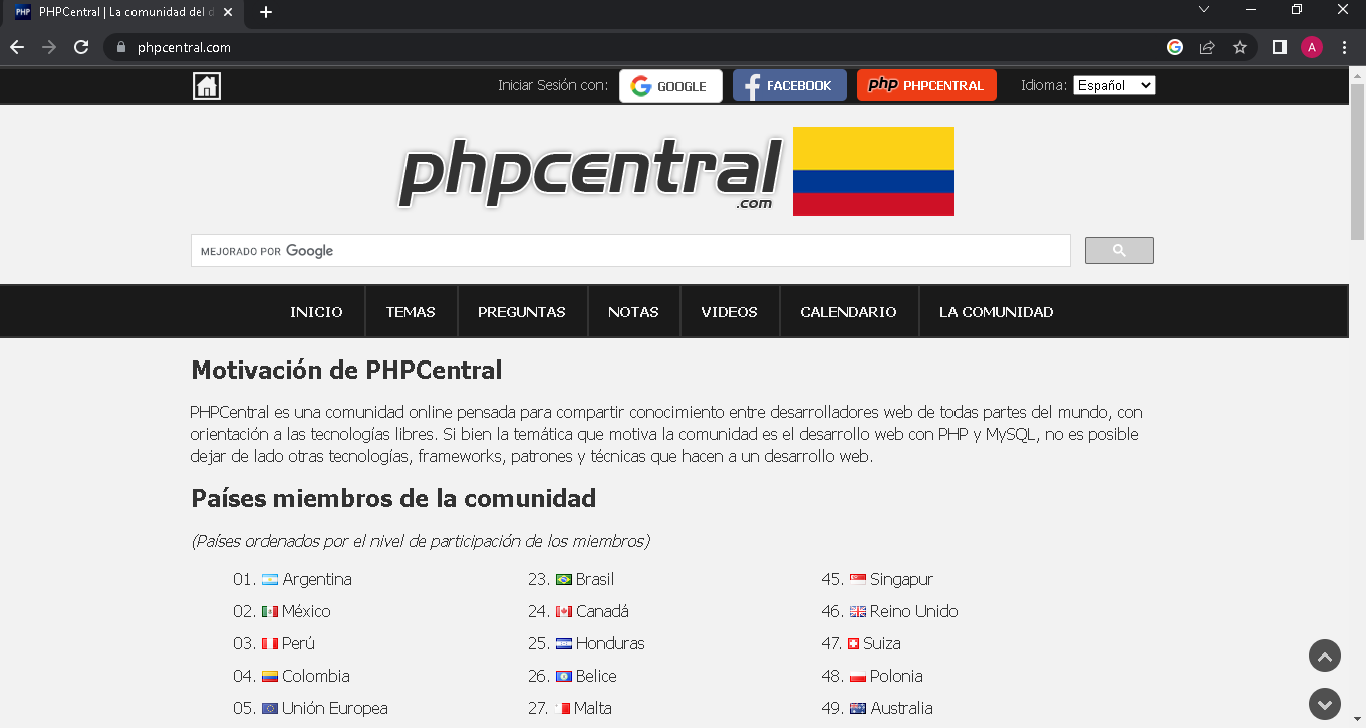 PHP PHPCentral | La comunidad del d
phpcentral.com
A
Iniciar Sesión con: GOOGLE FACEBOOK php PHPCENTRAL Idioma: Español
phpcentral
.com
MEJORADO POR Google
INICIO TEMAS PREGUNTAS NOTAS VIDEOS CALENDARIO LA COMUNIDAD
Motivación de PHPCentral
PHPCentral es una comunidad online pensada para compartir conocimiento entre desarrolladores web de todas partes del mundo, con
orientación a las tecnologías libres. Si bien la temática que motiva la comunidad es el desarrollo web con PHP y MySQL, no es posible
dejar de lado otras tecnologías, frameworks, patrones y técnicas que hacen a un desarrollo web.
Países miembros de la comunidad
(Países ordenados por el nivel de participación de los miembros)
01. Argentina
02. México
03. Perú
04. Colombia
05. Unión Europea
23. Brasil
24. Canadá
25. Honduras
26. Belice
27. Malta
45. Singapur
46. Reino Unido
47. Suiza
48. Polonia
49. Australia